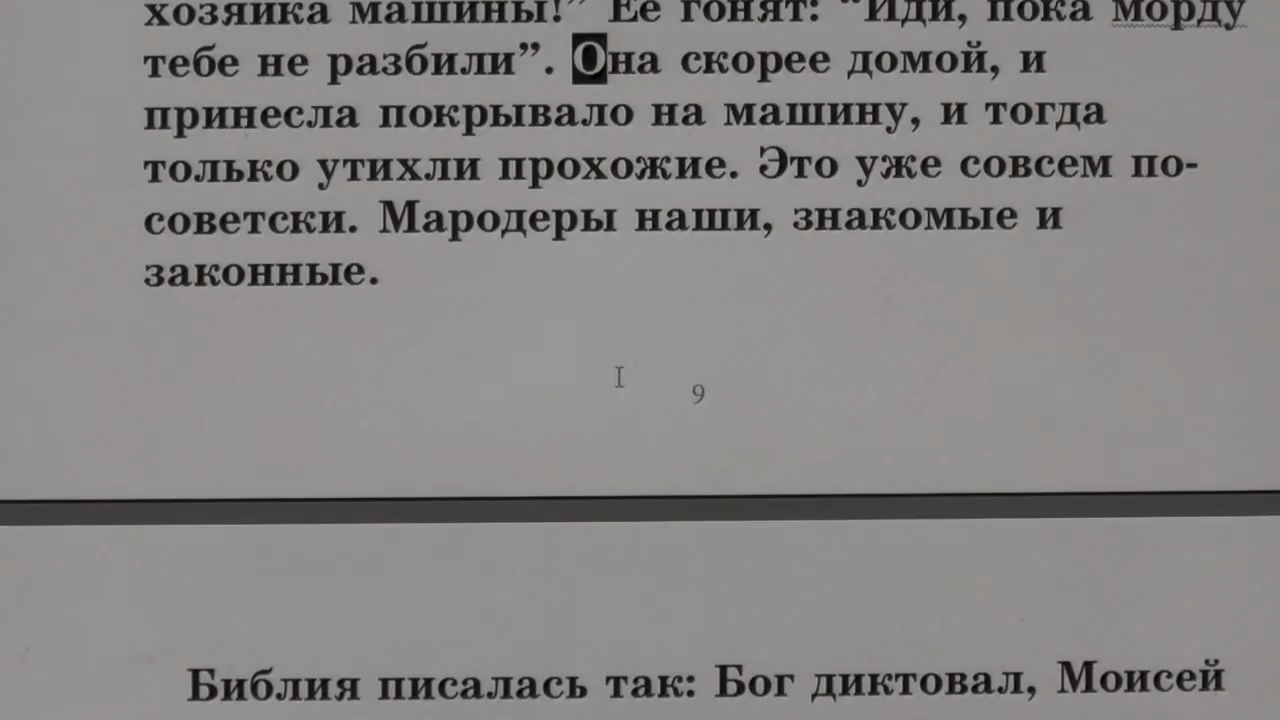 хозяйка машины!” Ее гонят: “Иди, пока морду
тебе не разбили”. Она скорее домой, и
принесла покрывало на машину, и тогда
только утихли прохожие. Это уже совсем по-
советски. Мародеры наши, знакомые и
законные.
9
Библия писалась так: Бог диктовал, Моисей